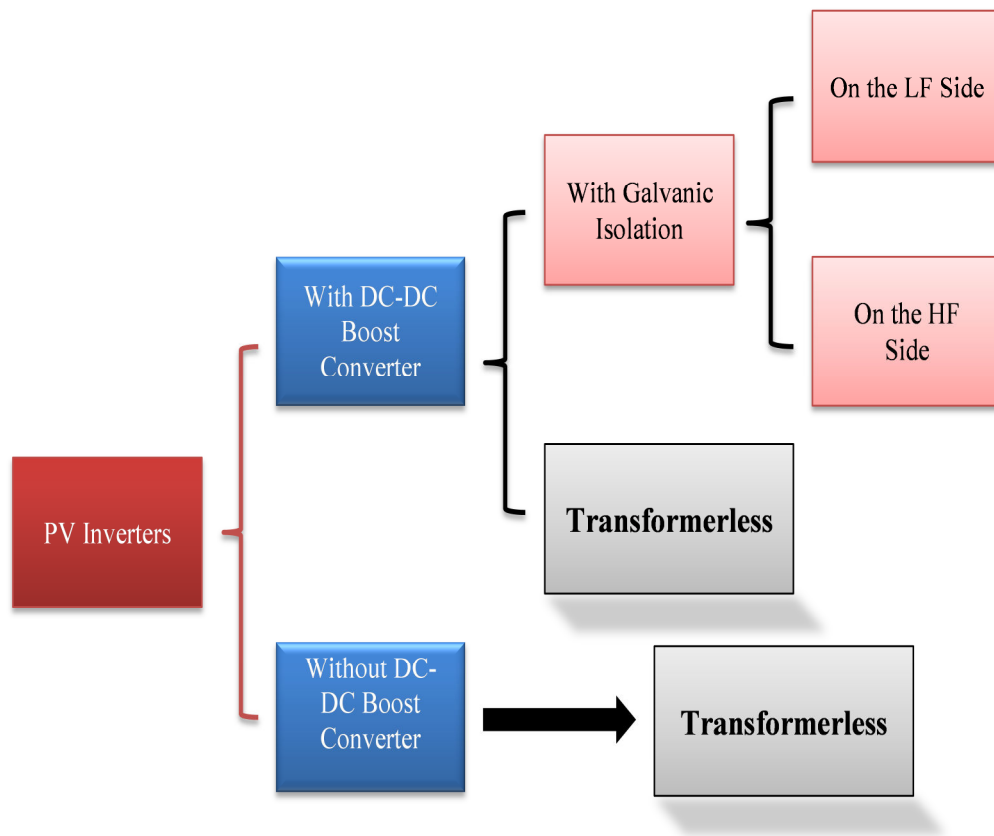 On the LF Side
With Galvanic
Isolation
With DC-DC
Boost
Converter
On the HF
Side
PV Inverters
Transformerless
Without DC-
DC Boost
Converter
Transformerless